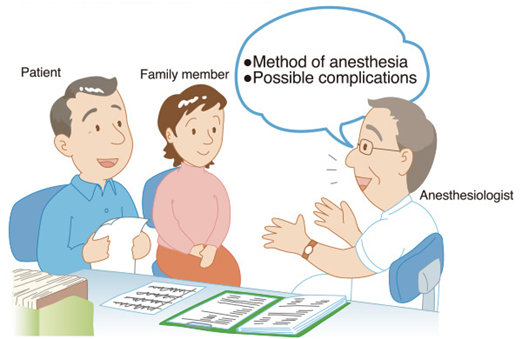 Patient
Family member
●Method of anesthesia
●Possible complications
Anesthesiologist